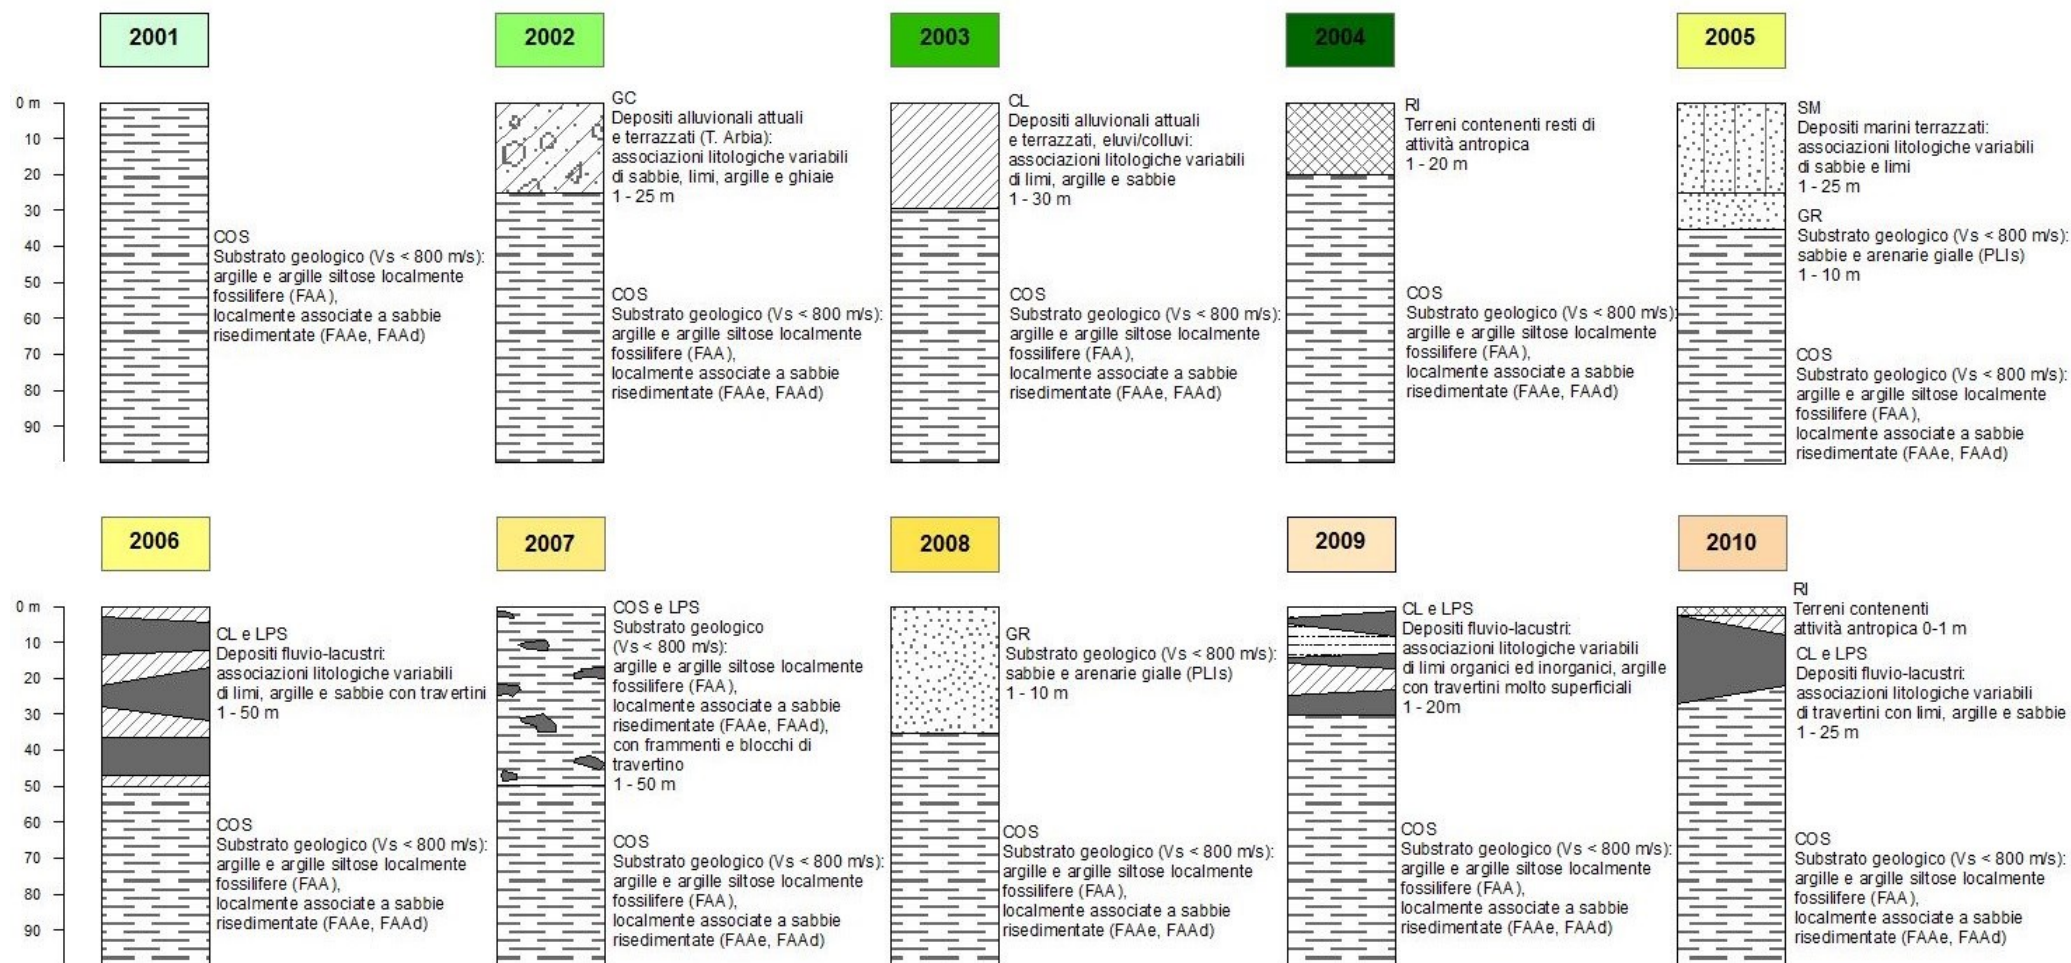 2001
2002
2003
2004
2005
0 m
10
20
30
40
50
60
70
80
90
COS
Substrato geologico (Vs < 800 m/s):
argille e argille siltose localmente
fossilifere (FAA),
localmente associate a sabbie
risedimentate (FAAe, FAAd)
GC
Depositi alluvionali attuali
e terrazzati (T. Arbia):
associazioni litologiche variabili
di sabbie, limi, argille e ghiaie
1 - 25 m
COS
Substrato geologico (Vs < 800 m/s):
argille e argille siltose localmente
fossilifere (FAA),
localmente associate a sabbie
risedimentate (FAAe, FAAd)
CL
Depositi alluvionali attuali
e terrazzati, eluvi/colluvi:
associazioni litologiche variabili
di limi, argille e sabbie
1 - 30 m
COS
Substrato geologico (Vs < 800 m/s):
argille e argille siltose localmente
fossilifere (FAA),
localmente associate a sabbie
risedimentate (FAAe, FAAd)
RI
Terreni contenenti resti di
attività antropica
1 - 20 m
COS
Substrato geologico (Vs < 800 m/s):
argille e argille siltose localmente
fossilifere (FAA),
localmente associate a sabbie
risedimentate (FAAe, FAAd)
SM
Depositi marini terrazzati:
associazioni litologiche variabili
di sabbie e limi
1 - 25 m
GR
Substrato geologico (Vs < 800 m/s):
sabbie e arenarie gialle (PLIs)
1 - 10 m
COS
Substrato geologico (Vs < 800 m/s):
argille e argille siltose localmente
fossilifere (FAA),
localmente associate a sabbie
risedimentate (FAAe, FAAd)
2006
2007
2008
2009
2010
0 m
10
20
30
40
50
60
70
80
90
CL e LPS
Depositi fluvio-lacustri:
associazioni litologiche variabili
di limi, argille e sabbie con travertini
1 - 50 m
COS
Substrato geologico (Vs < 800 m/s):
argille e argille siltose localmente
fossilifere (FAA),
localmente associate a sabbie
risedimentate (FAAe, FAAd)
COS e LPS
Substrato geologico
(Vs < 800 m/s):
argille e argille siltose localmente
fossilifere (FAA),
localmente associate a sabbie
risedimentate (FAAe, FAAd),
con frammenti e blocchi di
travertino
1 - 50 m
COS
Substrato geologico (Vs < 800 m/s):
argille e argille siltose localmente
fossilifere (FAA),
localmente associate a sabbie
risedimentate (FAAe, FAAd)
GR
Substrato geologico (Vs < 800 m/s):
sabbie e arenarie gialle (PLIs)
1 - 10 m
COS
Substrato geologico (Vs < 800 m/s):
argille e argille siltose localmente
fossilifere (FAA),
localmente associate a sabbie
risedimentate (FAAe, FAAd)
CL e LPS
Depositi fluvio-lacustri:
associazioni litologiche variabili
di limi organici ed inorganici, argille
con travertini molto superficiali
1 - 20m
COS
Substrato geologico (Vs < 800 m/s):
argille e argille siltose localmente
fossilifere (FAA),
localmente associate a sabbie
risedimentate (FAAe, FAAd)
RI
Terreni contenenti
attività antropica 0-1 m
CL e LPS
Depositi fluvio-lacustri:
associazioni litologiche variabili
di travertini con limi, argille e sabbie
1 - 25 m
COS
Substrato geologico (Vs < 800 m/s):
argille e argille siltose localmente
fossilifere (FAA),
localmente associate a sabbie
risedimentate (FAAe, FAAd)